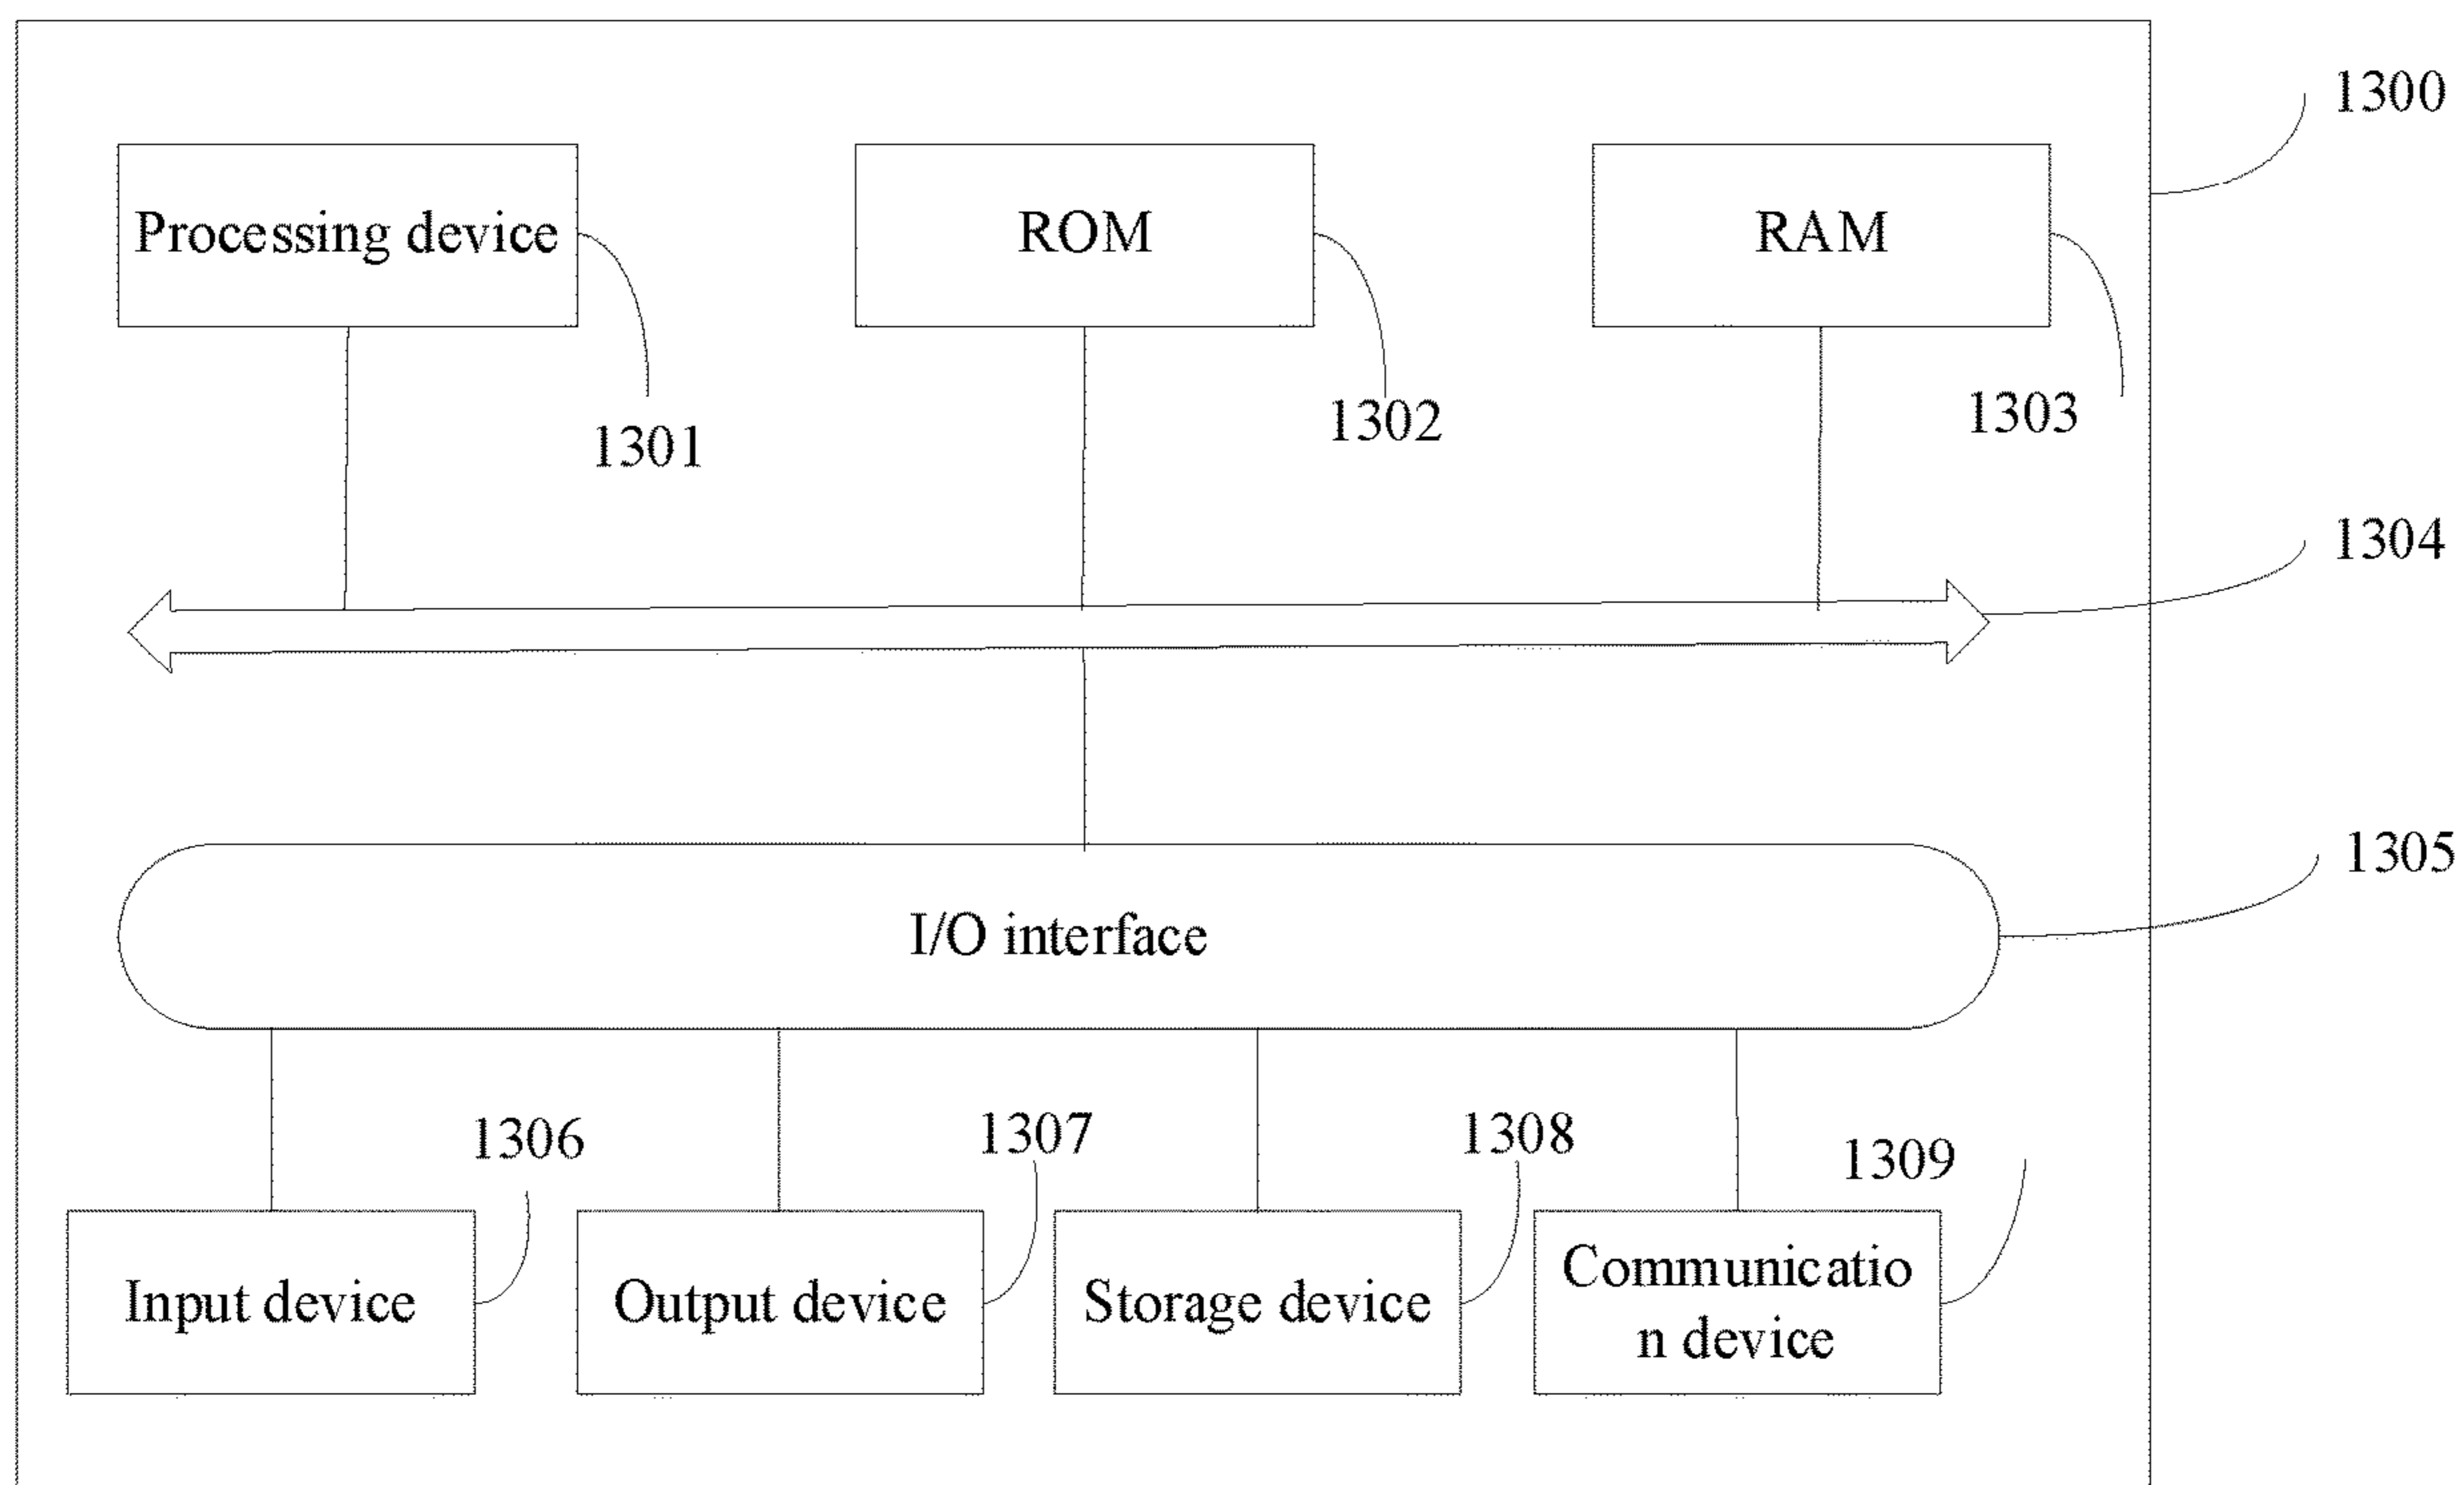 1300
Processing device
ROM
RAM
1301
1302
1303
1304
1305
I/O interface
1306
1307
1308
1309
Input device
Output device
Storage device
Communicatio
n device